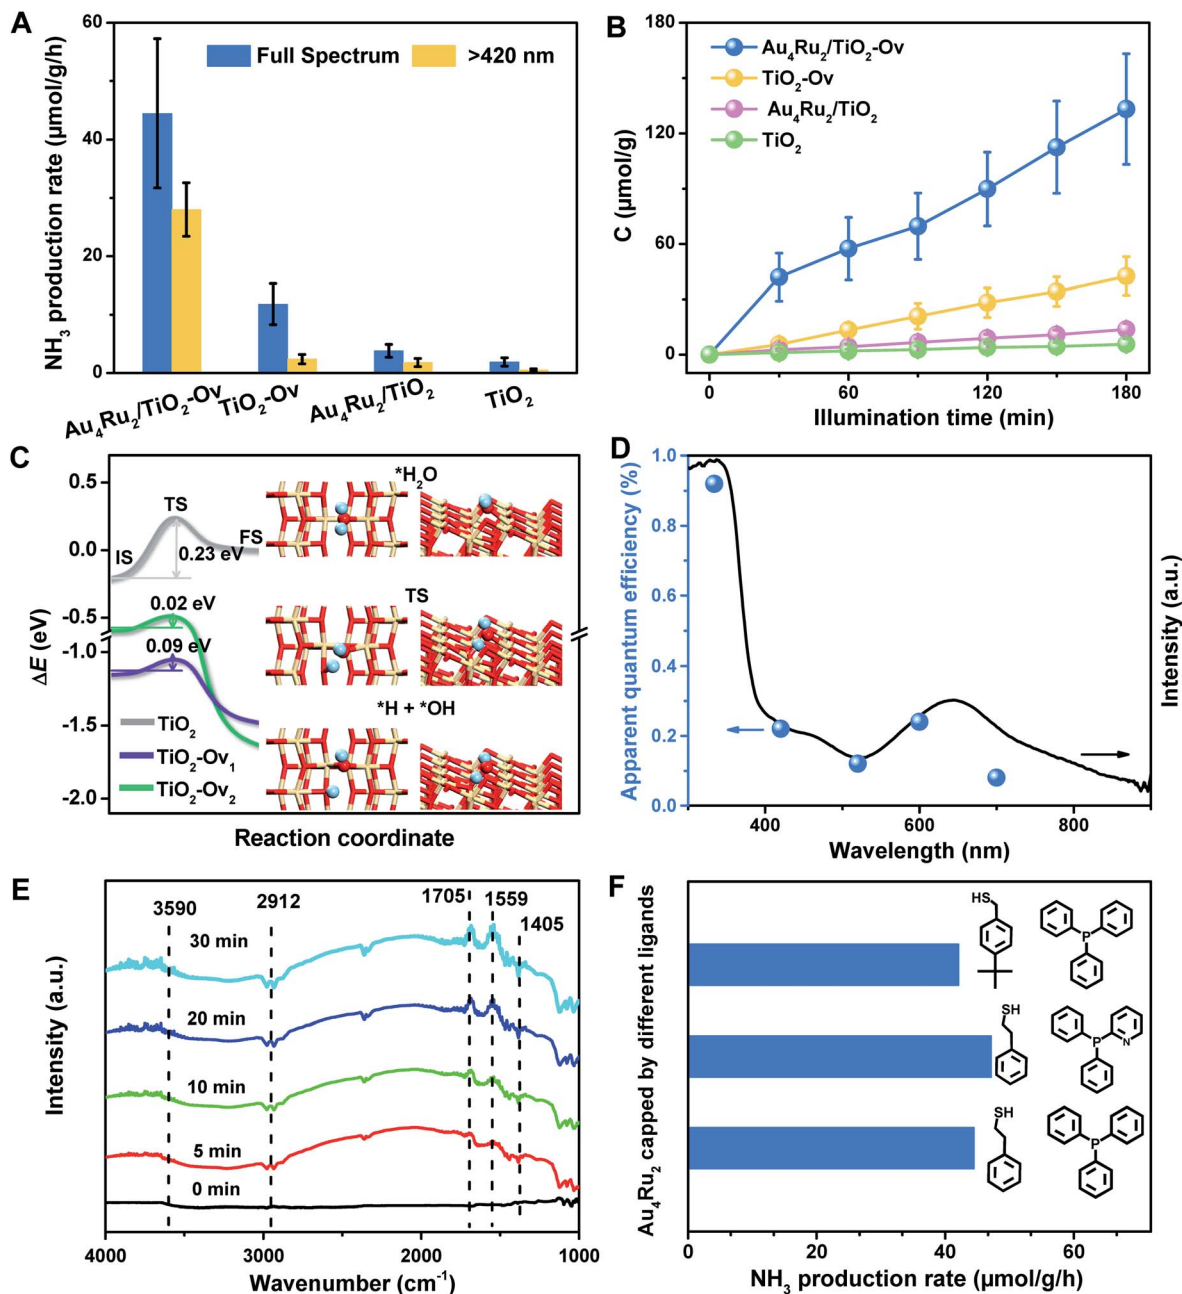 A
60
40
20
0
NH3 production rate (μmol/g/h)
Full Spectrum
>420 nm
Au4Ru2/TiO2-Ov
TiO2-Ov
Au4Ru2/TiO2
TiO2
B
180
120
60
0
C (μmol/g)
Au4Ru2/TiO2-Ov
TiO2-Ov
Au4Ru2/TiO2
TiO2
0
60
120
180
Illumination time (min)
C
0.5
0.0
-0.5
-1.0
-1.5
-2.0
ΔE (eV)
TS
IS
FS
0.23 eV
0.02 eV
0.09 eV
TiO2
TiO2-Ov1
TiO2-Ov2
*H2O
TS
*H + *OH
Reaction coordinate
D
1.0
0.8
0.6
0.4
0.2
0.0
Apparent quantum efficiency (%)
Intensity (a.u.)
400
600
800
Wavelength (nm)
E
3590
2912
1705
1559
1405
30 min
20 min
10 min
5 min
0 min
Intensity (a.u.)
4000
3000
2000
1000
Wavenumber (cm-1)
F
Au4Ru2 capped by different ligands
HS
P
SH
P
N
SH
P
0
20
40
60
NH3 production rate (μmol/g/h)